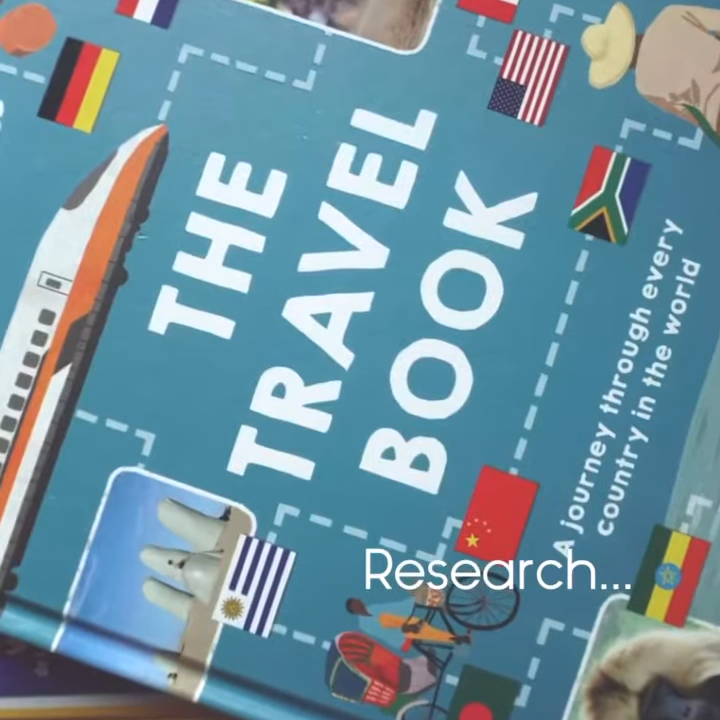 THE
TRAVEL
BOOK
A journey through every
country in the world
Research...